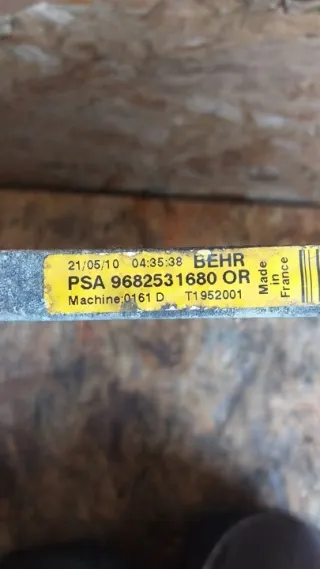 21/05/10 04:35:38 BEHR
PSA 9682531680 OR
Machine:0161 D T1952001
Made
in
France